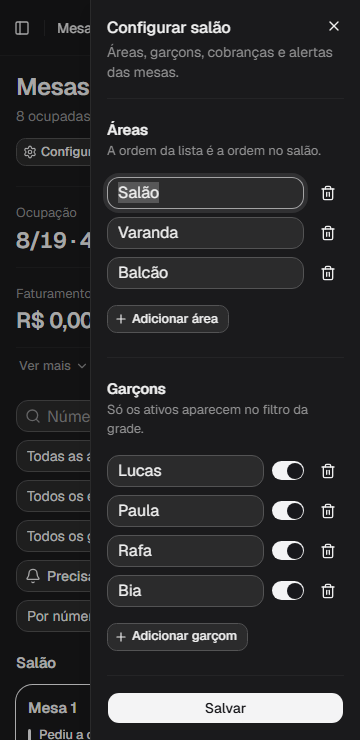 Mesa
Mesas
8 ocupadas
Configu
Ocupação
8/19 · 4
Faturamento
R$ 0,00
Ver mais
Núme
Todas as á
Todos os e
Todos os g
Precisa
Por númer
Salão
Mesa 1
Pediu a c
Configurar salão
Áreas, garçons, cobranças e alertas
das mesas.
Áreas
A ordem da lista é a ordem no salão.
Salão
Varanda
Balcão
Adicionar área
Garçons
Só os ativos aparecem no filtro da
grade.
Lucas
Paula
Rafa
Bia
Adicionar garçom
Salvar